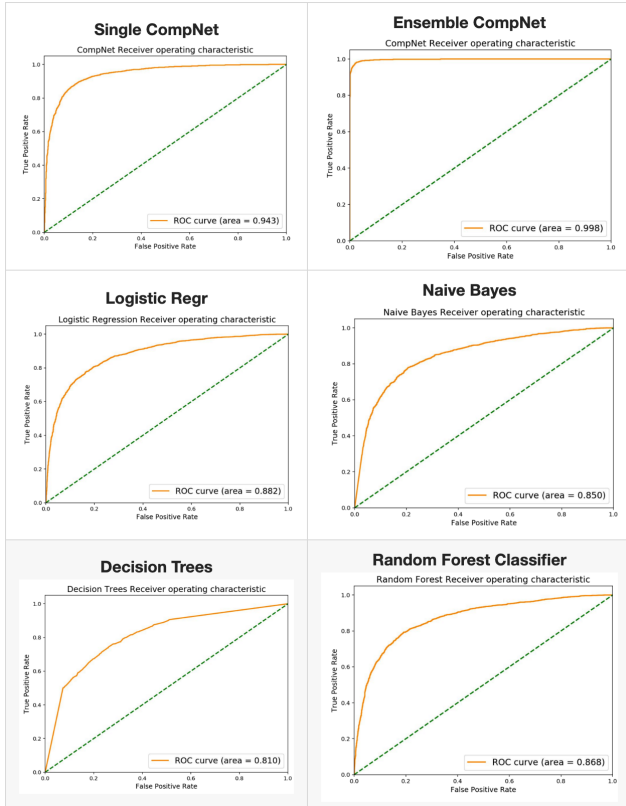 Single CompNet
CompNet Receiver operating characteristic
1.0
0.8
0.6
0.4
0.2
0.0
True Positive Rate
ROC curve (area = 0.943)
0.0 0.2 0.4 0.6 0.8 1.0
False Positive Rate
Ensemble CompNet
CompNet Receiver operating characteristic
1.0
0.8
0.6
0.4
0.2
0.0
True Positive Rate
ROC curve (area = 0.998)
0.0 0.2 0.4 0.6 0.8 1.0
False Positive Rate
Logistic Regr
Logistic Regression Receiver operating characteristic
1.0
0.8
0.6
0.4
0.2
0.0
True Positive Rate
ROC curve (area = 0.882)
0.0 0.2 0.4 0.6 0.8 1.0
False Positive Rate
Naive Bayes
Naive Bayes Receiver operating characteristic
1.0
0.8
0.6
0.4
0.2
0.0
True Positive Rate
ROC curve (area = 0.850)
0.0 0.2 0.4 0.6 0.8 1.0
False Positive Rate
Decision Trees
Decision Trees Receiver operating characteristic
1.0
0.8
0.6
0.4
0.2
0.0
True Positive Rate
ROC curve (area = 0.810)
0.0 0.2 0.4 0.6 0.8 1.0
False Positive Rate
Random Forest Classifier
Random Forest Receiver operating characteristic
1.0
0.8
0.6
0.4
0.2
0.0
True Positive Rate
ROC curve (area = 0.868)
0.0 0.2 0.4 0.6 0.8 1.0
False Positive Rate